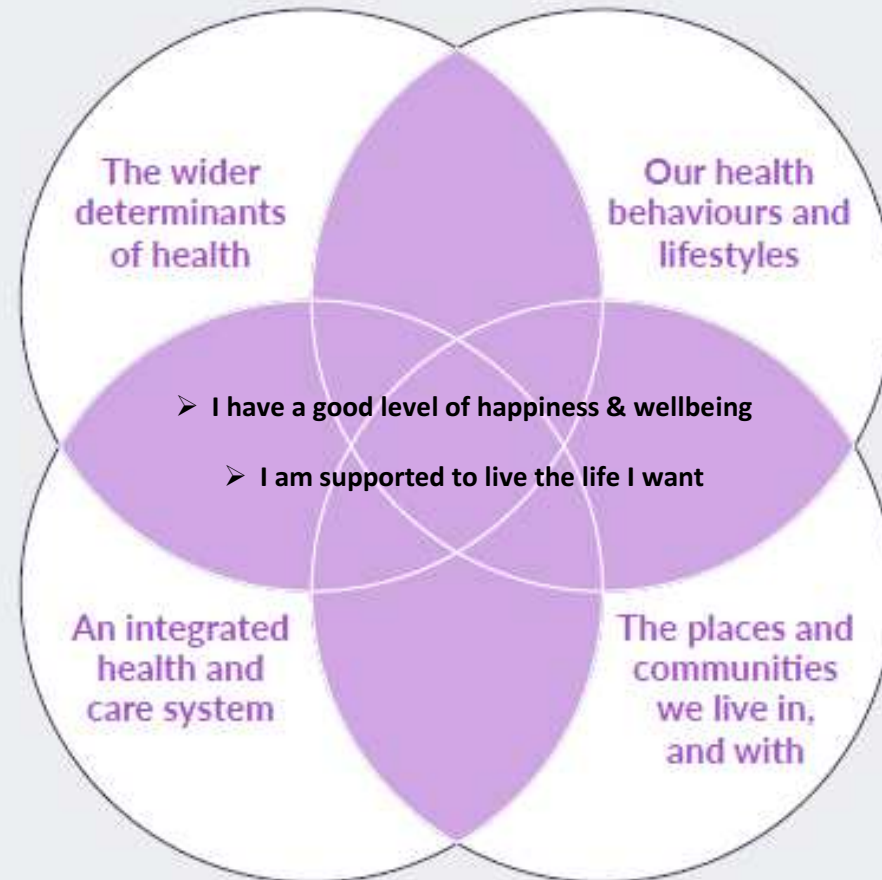 The wider
determinants
of health
Our health
behaviours and
lifestyles
➢ I have a good level of happiness & wellbeing
➢ I am supported to live the life I want
An integrated
health and
care system
The places and
communities
we live in,
and with